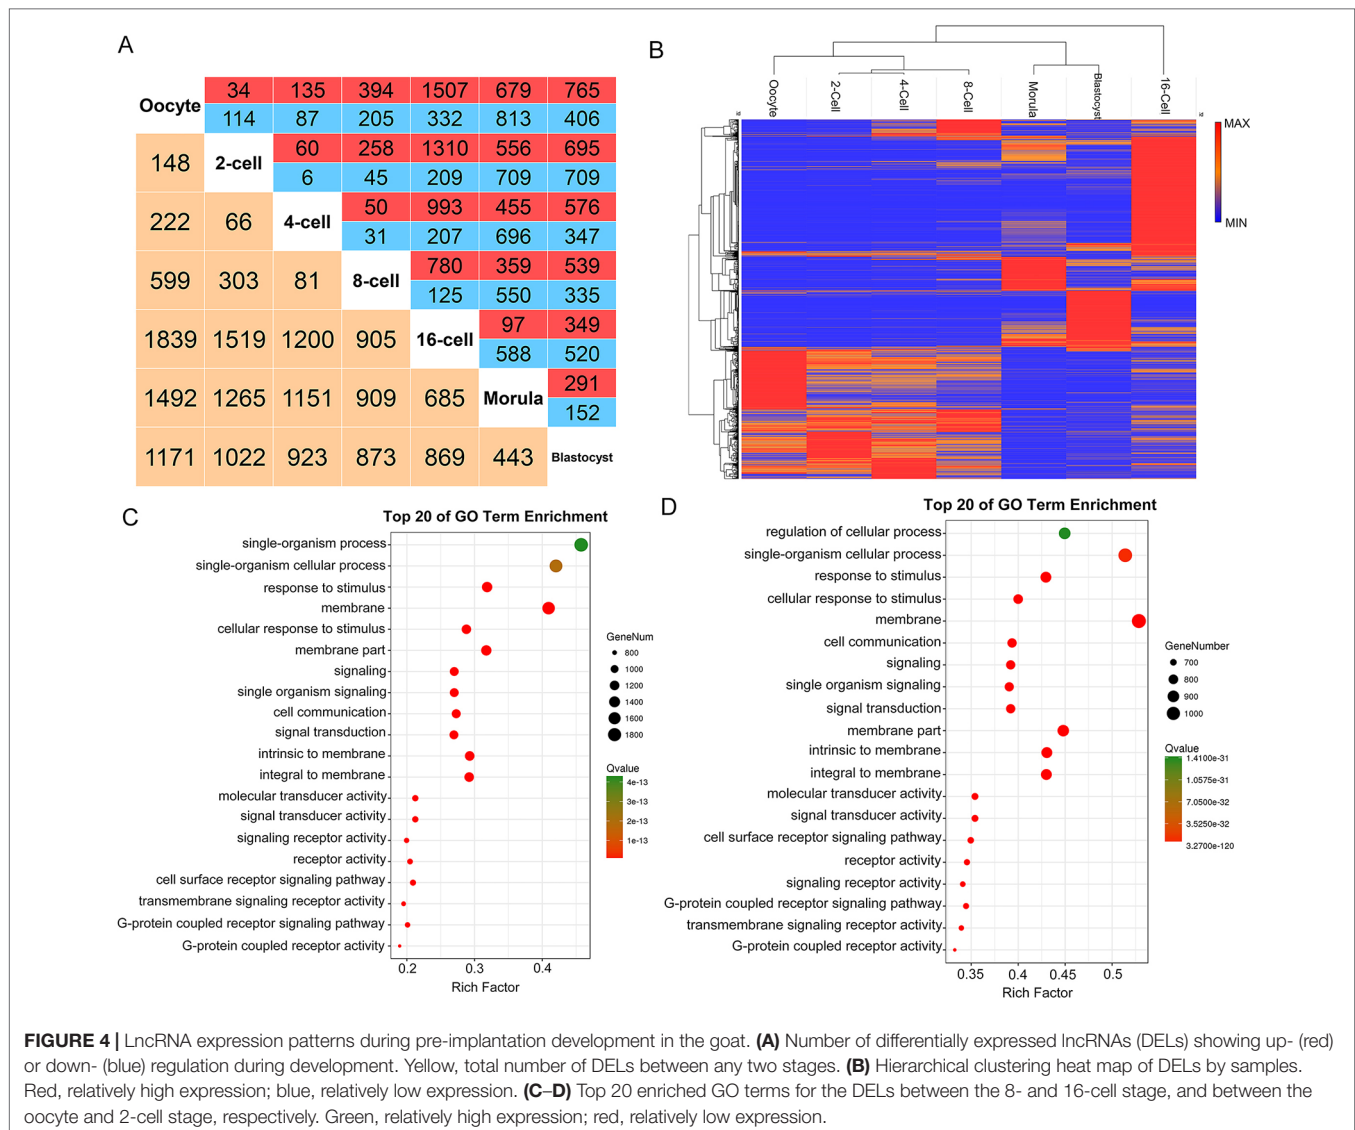 A
Oocyte 34 135 394 1507 679 765
114 87 205 332 813 406
148 2-cell 60 258 1310 556 695
6 45 209 709 709
222 66 4-cell 50 993 455 576
31 207 696 347
599 303 81 8-cell 780 359 539
125 550 335
1839 1519 1200 905 16-cell 97 349
588 520
1492 1265 1151 909 685 Morula 291
152
1171 1022 923 873 869 443 Blastocyst
B
Oocyte
2-Cell
4-Cell
8-Cell
Morula
Blastocyst
16-Cell
MAX
MIN
C
Top 20 of GO Term Enrichment
single-organism process
single-organism cellular process
response to stimulus
membrane
cellular response to stimulus
membrane part
signaling
single organism signaling
cell communication
signal transduction
intrinsic to membrane
integral to membrane
molecular transducer activity
signal transducer activity
signaling receptor activity
receptor activity
cell surface receptor signaling pathway
transmembrane signaling receptor activity
G-protein coupled receptor signaling pathway
G-protein coupled receptor activity
0.2 0.3 0.4
Rich Factor
GeneNum
800
1000
1200
1400
1600
1800
Qvalue
4e-13
3e-13
2e-13
1e-13
D
Top 20 of GO Term Enrichment
regulation of cellular process
single-organism cellular process
response to stimulus
cellular response to stimulus
membrane
cell communication
signaling
single organism signaling
signal transduction
membrane part
intrinsic to membrane
integral to membrane
molecular transducer activity
signal transducer activity
cell surface receptor signaling pathway
receptor activity
signaling receptor activity
G-protein coupled receptor signaling pathway
transmembrane signaling receptor activity
G-protein coupled receptor activity
0.35 0.4 0.45 0.5
Rich Factor
GeneNumber
700
800
900
1000
Qvalue
1.4100e-31
1.0575e-31
7.0500e-32
3.5250e-32
3.2700e-120
FIGURE 4 | LncRNA expression patterns during pre-implantation development in the goat. (A) Number of differentially expressed lncRNAs (DELs) showing up- (red)
or down- (blue) regulation during development. Yellow, total number of DELs between any two stages. (B) Hierarchical clustering heat map of DELs by samples.
Red, relatively high expression; blue, relatively low expression. (C–D) Top 20 enriched GO terms for the DELs between the 8- and 16-cell stage, and between the
oocyte and 2-cell stage, respectively. Green, relatively high expression; red, relatively low expression.